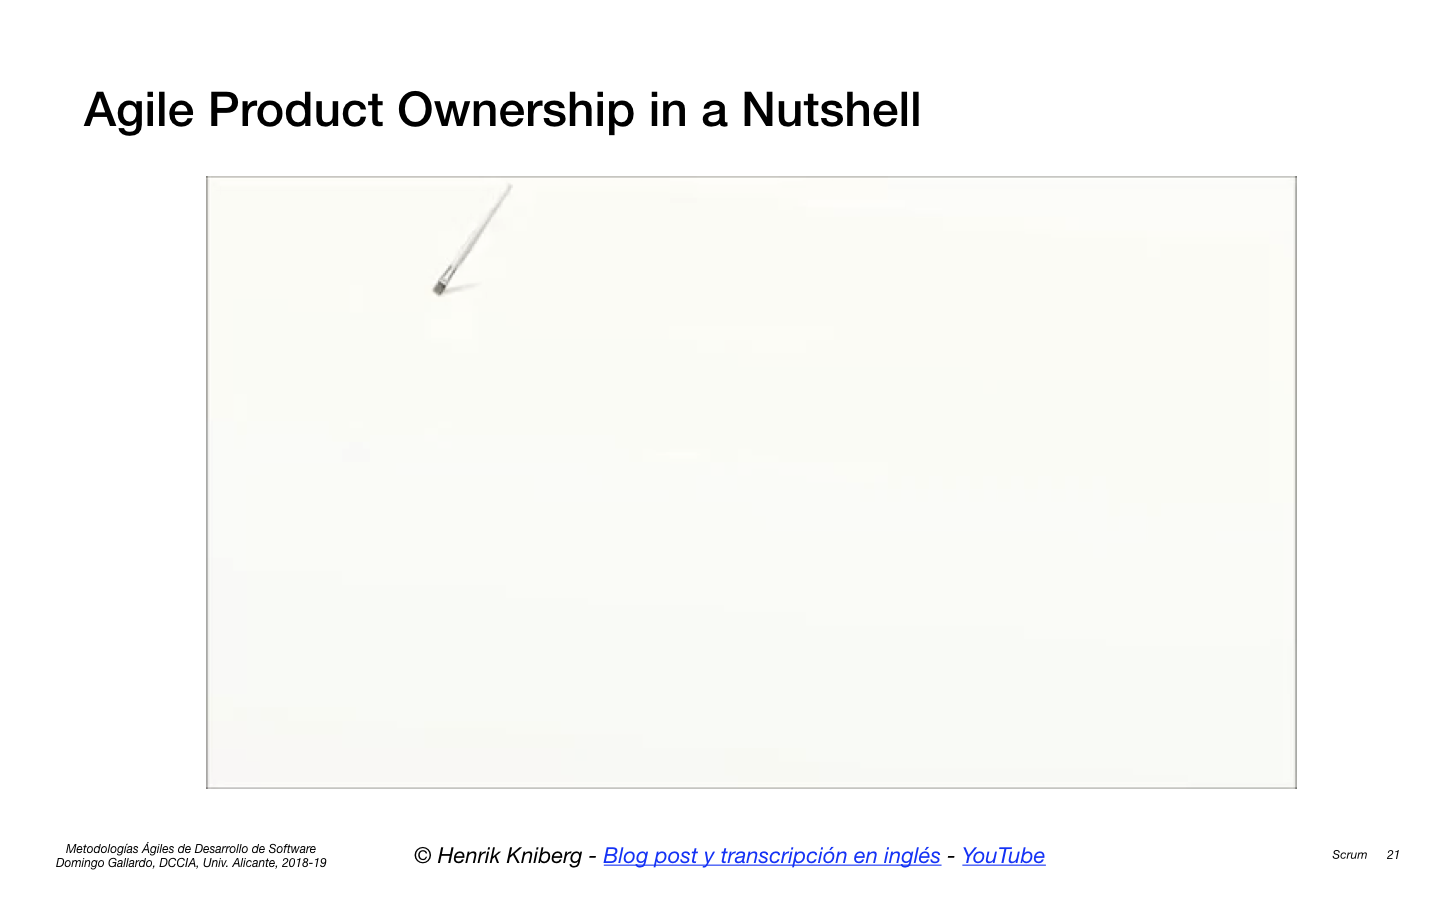 Agile Product Ownership in a Nutshell
Metodologías Ágiles de Desarrollo de Software
Domingo Gallardo, DCCIA, Univ. Alicante, 2018-19
© Henrik Kniberg - Blog post y transcripción en inglés - YouTube
Scrum 21